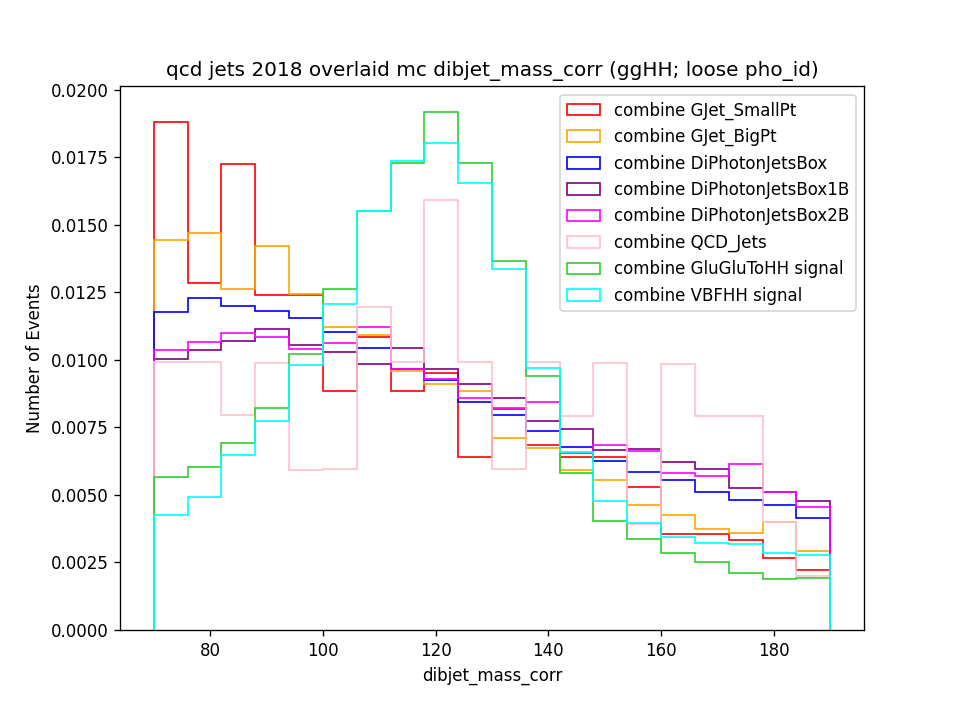 qcd jets 2018 overlaid mc dibjet_mass_corr (ggHH; loose pho_id)
0.0200
0.0175
0.0150
0.0125
0.0100
0.0075
0.0050
0.0025
0.0000
Number of Events
combine GJet_SmallPt
combine GJet_BigPt
combine DiPhotonJetsBox
combine DiPhotonJetsBox1B
combine DiPhotonJetsBox2B
combine QCD_Jets
combine GluGluToHH signal
combine VBFHH signal
80 100 120 140 160 180
dibjet_mass_corr